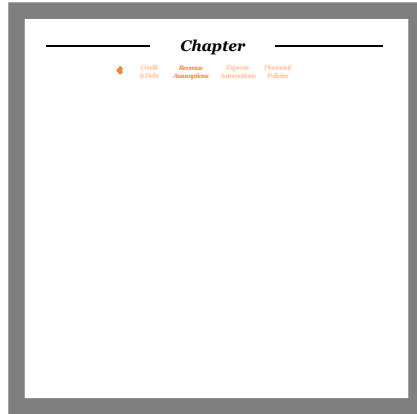 Chapter
Credit & Debt
Revenue Assumptions
Expense Automations
Financial Policies